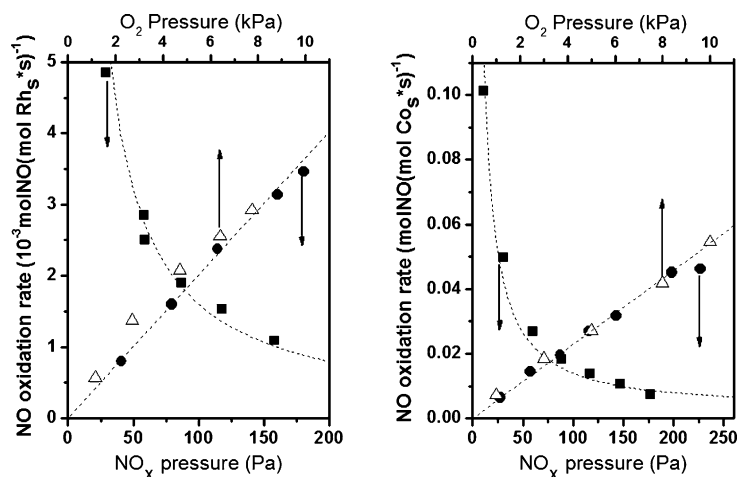 O₂ Pressure (kPa)
0 2 4 6 8 10
NO oxidation rate (10⁻³molNO(mol Rhₛ*s)⁻¹)
5
4
3
2
1
0
0 50 100 150 200
NOₓ pressure (Pa)
O₂ Pressure (kPa)
0 2 4 6 8 10
NO oxidation rate (molNO(mol Coₛ*s)⁻¹)
0.10
0.08
0.06
0.04
0.02
0.00
0 50 100 150 200 250
NOₓ pressure (Pa)